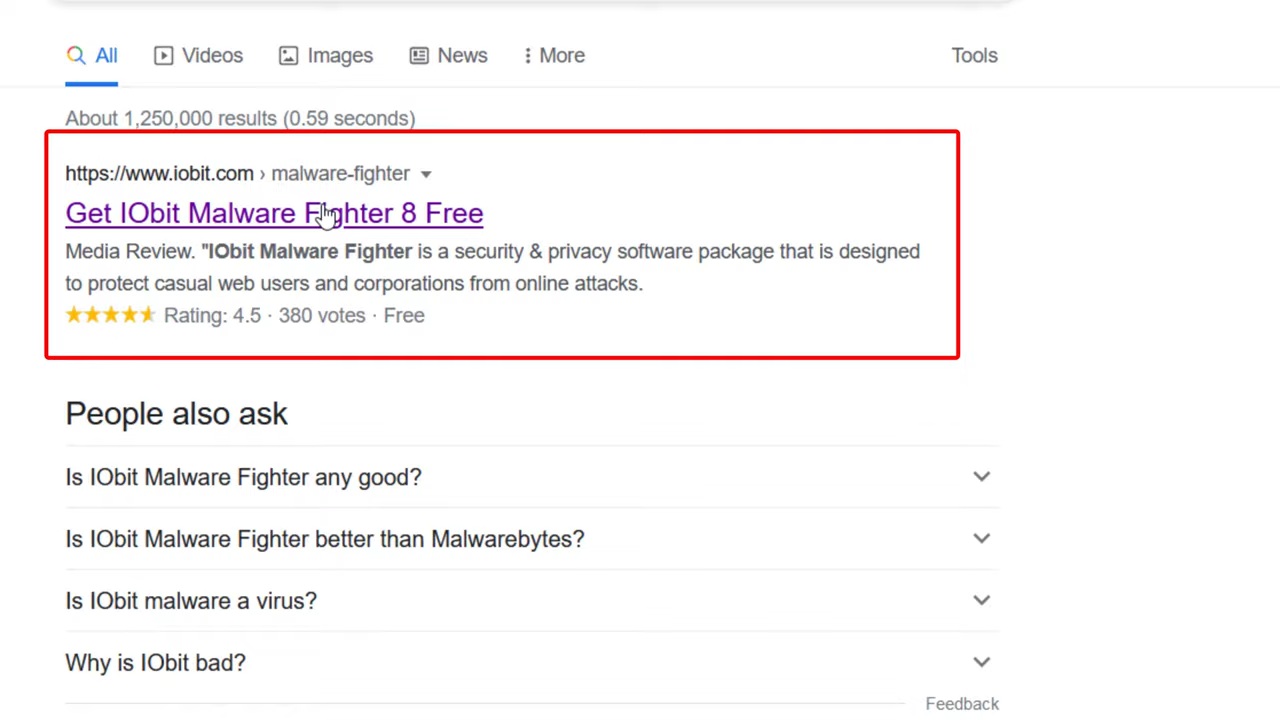 All Videos Images News More Tools
About 1,250,000 results (0.59 seconds)
https://www.iobit.com › malware-fighter
Get IObit Malware Fighter 8 Free
Media Review. "IObit Malware Fighter is a security & privacy software package that is designed
to protect casual web users and corporations from online attacks.
Rating: 4.5 · 380 votes · Free
People also ask
Is IObit Malware Fighter any good?
Is IObit Malware Fighter better than Malwarebytes?
Is IObit malware a virus?
Why is IObit bad?
Feedback